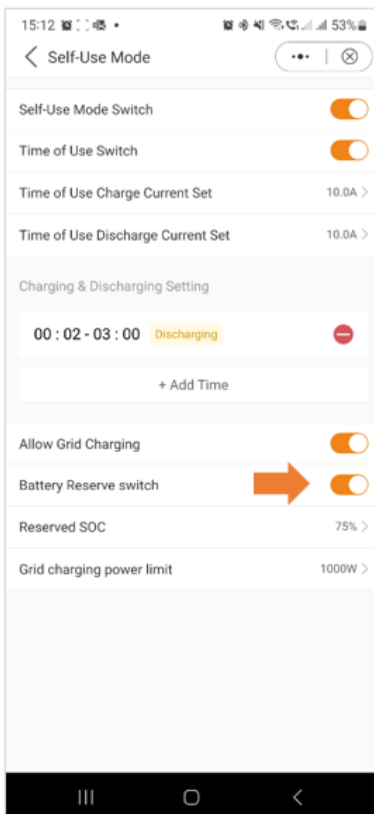 15:12 53%
Self-Use Mode
Self-Use Mode Switch
Time of Use Switch
Time of Use Charge Current Set 10.0A >
Time of Use Discharge Current Set 10.0A >
Charging & Discharging Setting
00 : 02 - 03 : 00 Discharging
+ Add Time
Allow Grid Charging
Battery Reserve switch
Reserved SOC 75% >
Grid charging power limit 1000W >